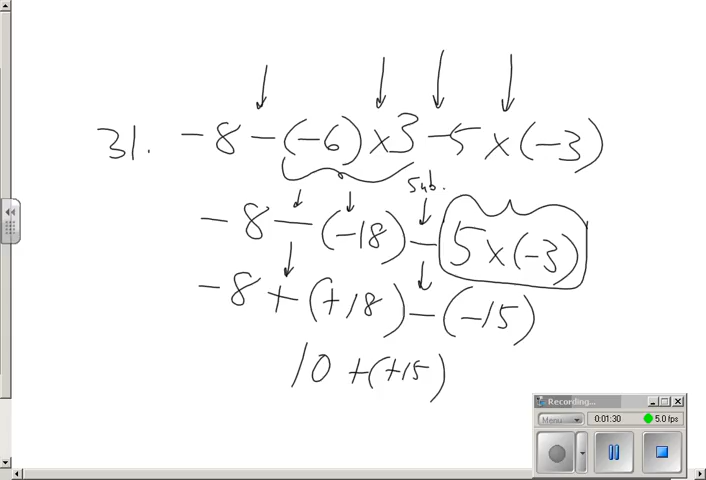 31. -8 - (-6) x 3 - 5 x (-3)
sub.
-8 - (-18) - 5 x (-3)
-8 + (+18) - (-15)
10 + (+15)
Recording...
Menu 0:01:30 5.0 fps